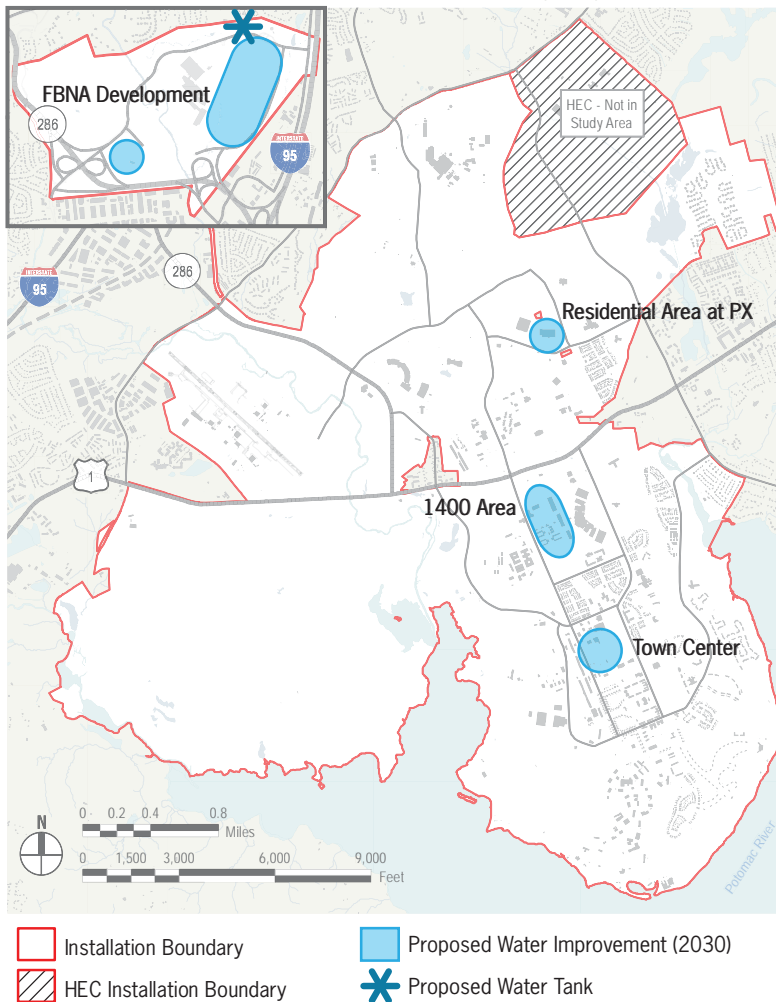 FBNA Development
286
INTERSTATE
95
HEC - Not in
Study Area
INTERSTATE
95
286
Residential Area at PX
1
1400 Area
Town Center
N
0 0.2 0.4 0.8
Miles
0 1,500 3,000 6,000 9,000
Feet
Potomac River
Installation Boundary
HEC Installation Boundary
Proposed Water Improvement (2030)
Proposed Water Tank